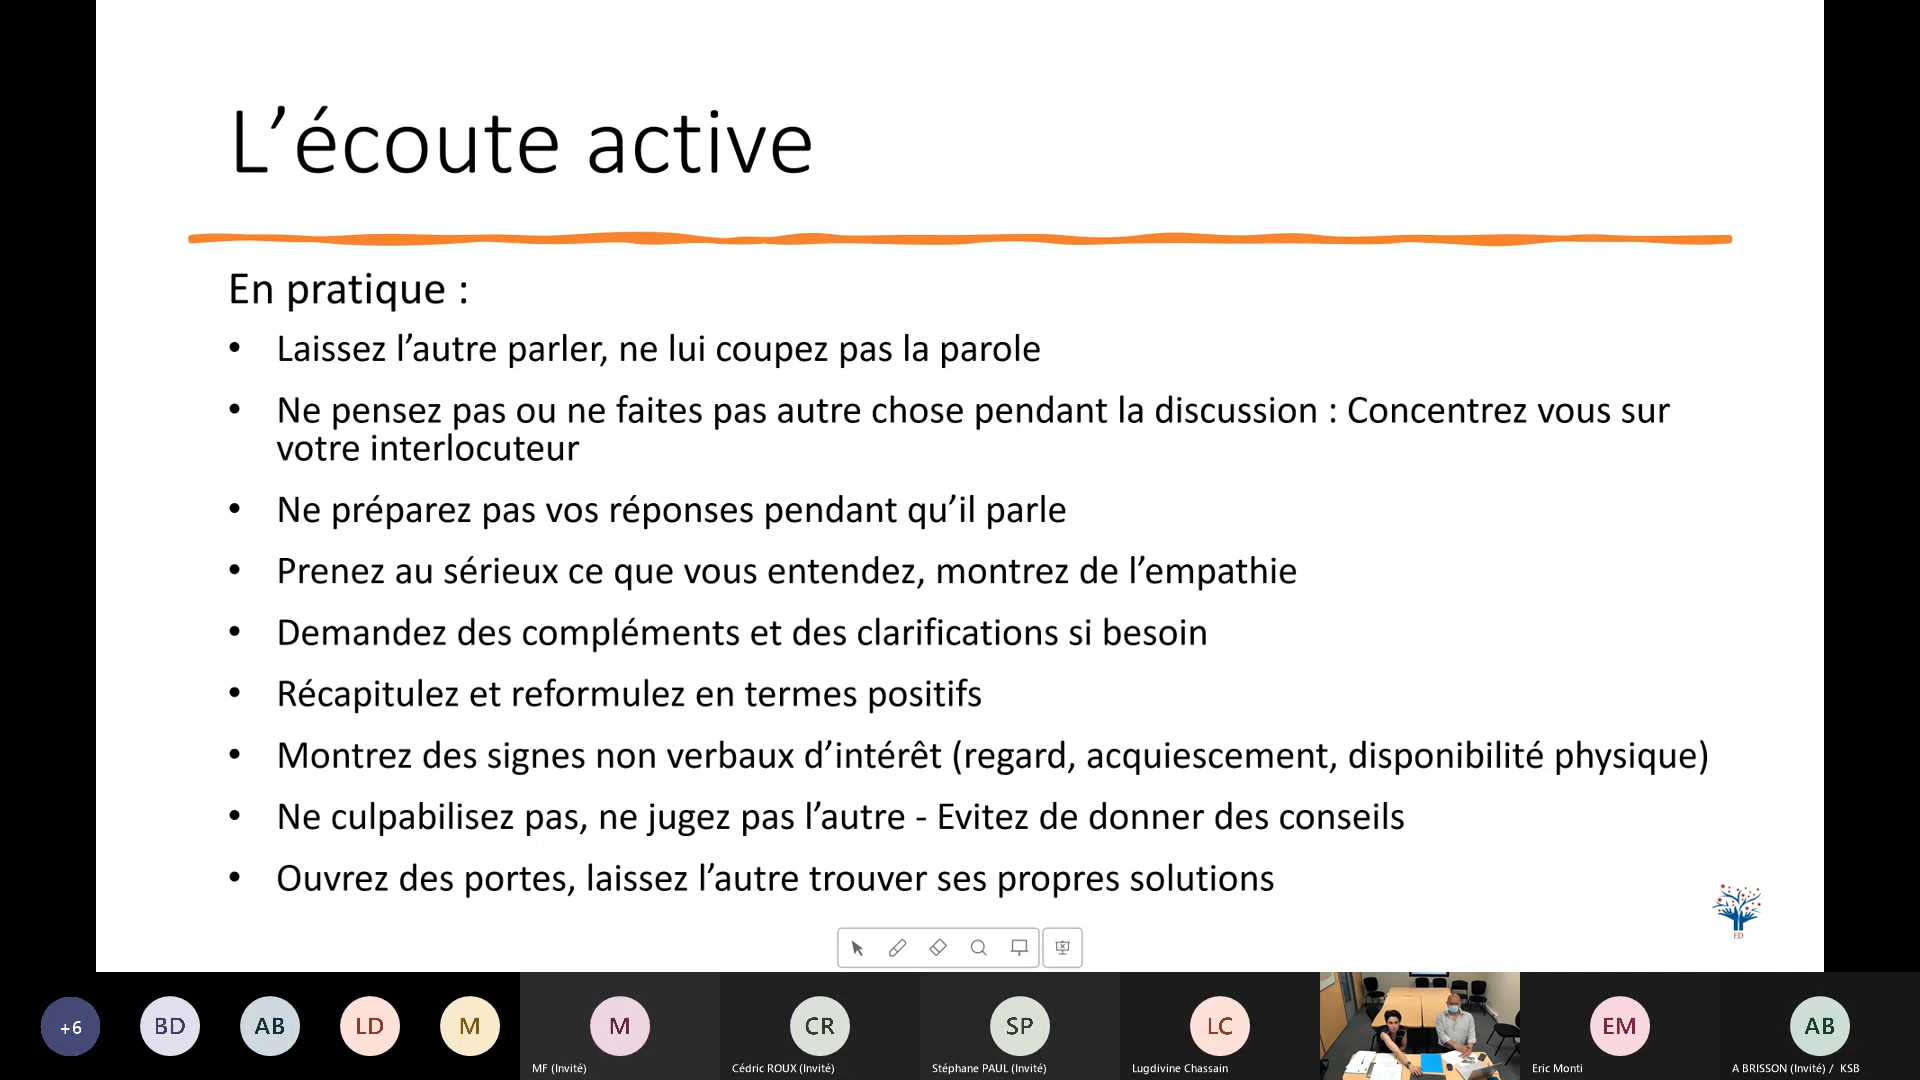 L’écoute active
En pratique :
• Laissez l’autre parler, ne lui coupez pas la parole
• Ne pensez pas ou ne faites pas autre chose pendant la discussion : Concentrez vous sur
votre interlocuteur
• Ne préparez pas vos réponses pendant qu’il parle
• Prenez au sérieux ce que vous entendez, montrez de l’empathie
• Demandez des compléments et des clarifications si besoin
• Récapitulez et reformulez en termes positifs
• Montrez des signes non verbaux d’intérêt (regard, acquiescement, disponibilité physique)
• Ne culpabilisez pas, ne jugez pas l’autre - Evitez de donner des conseils
• Ouvrez des portes, laissez l’autre trouver ses propres solutions
ED
+6 BD AB LD M M CR SP LC EM AB
MF (Invité) Cédric ROUX (Invité) Stéphane PAUL (Invité) Lugdivine Chassain Eric Monti A BRISSON (Invité) / KSB